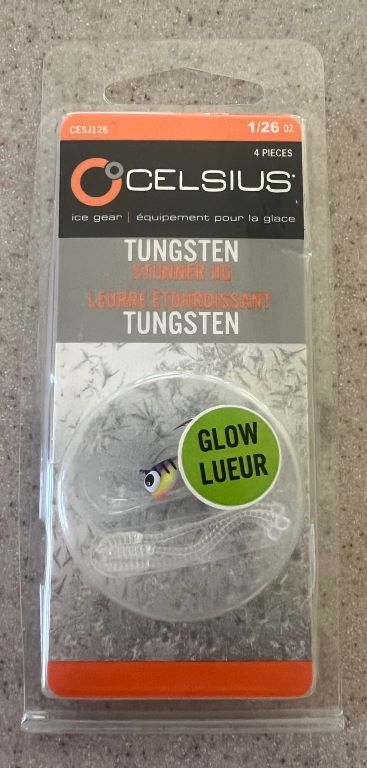 CESJ126
1/26 OZ
4 PIECES
CELSIUS
ice gear | équipement pour la glace
TUNGSTEN
STUNNER JIG
LEURRE ÉTOURDISSANT
TUNGSTEN
GLOW
LUEUR